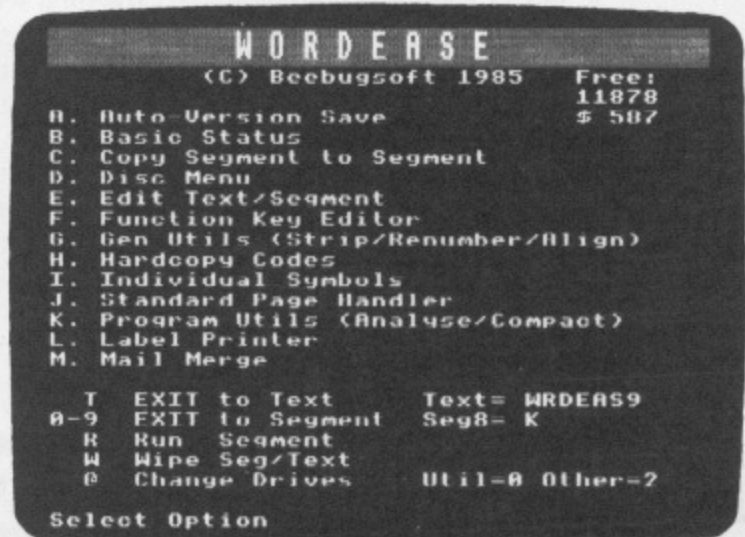 WORDEASE
(C) Beebugsoft 1985 Free:
11878
A. Auto-Version Save $ 587
B. Basic Status
C. Copy Segment to Segment
D. Disc Menu
E. Edit Text/Segment
F. Function Key Editor
G. Gen Utils (Strip/Renumber/Align)
H. Hardcopy Codes
I. Individual Symbols
J. Standard Page Handler
K. Program Utils (Analyse/Compact)
L. Label Printer
M. Mail Merge
T EXIT to Text Text= WRDEAS9
0-9 EXIT to Segment Seg8= K
R Run Segment
W Wipe Seg/Text
@ Change Drives Util=0 Other=2
Select Option